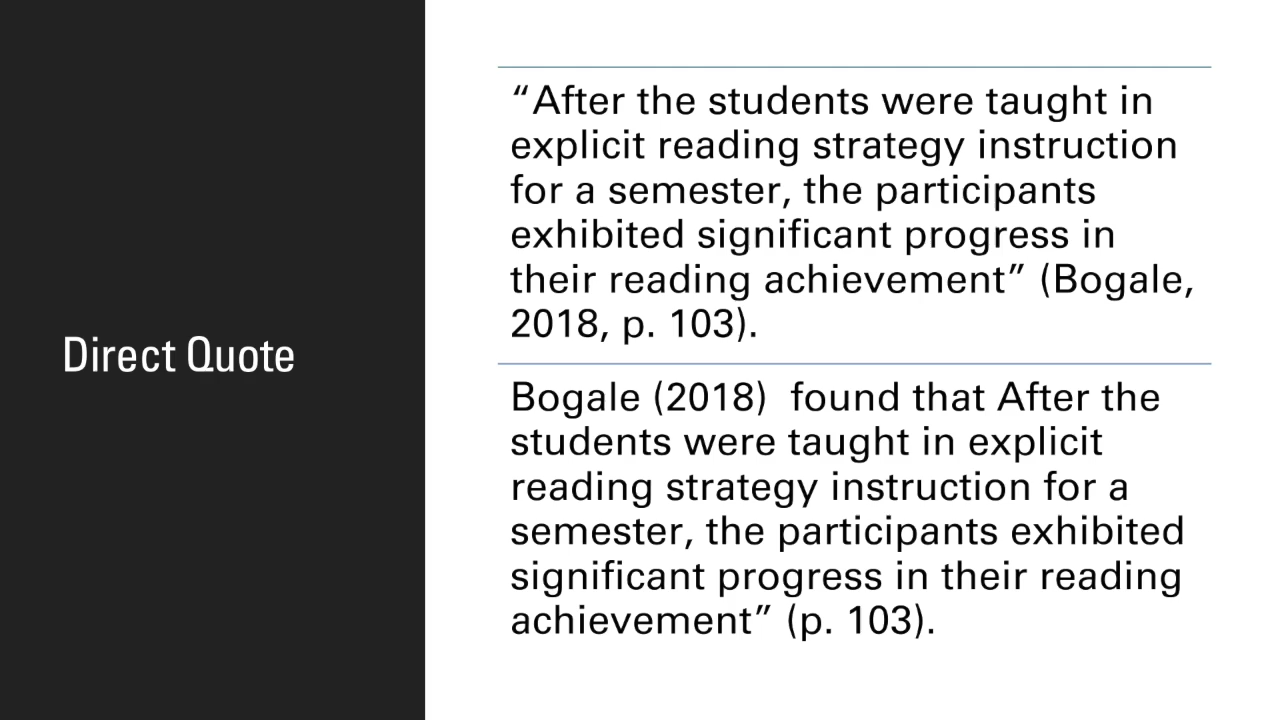 Direct Quote
“After the students were taught in
explicit reading strategy instruction
for a semester, the participants
exhibited significant progress in
their reading achievement” (Bogale,
2018, p. 103).
Bogale (2018)  found that After the
students were taught in explicit
reading strategy instruction for a
semester, the participants exhibited
significant progress in their reading
achievement” (p. 103).